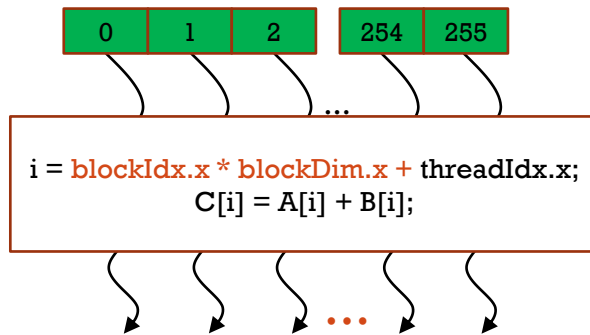 0 1 2 254 255
...
i = blockIdx.x * blockDim.x + threadIdx.x;
C[i] = A[i] + B[i];
...